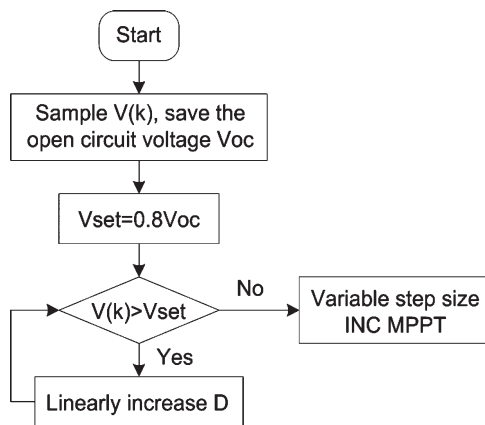 Start
Sample V(k), save the
open circuit voltage Voc
Vset=0.8Voc
V(k)>Vset
No
Variable step size
INC MPPT
Yes
Linearly increase D